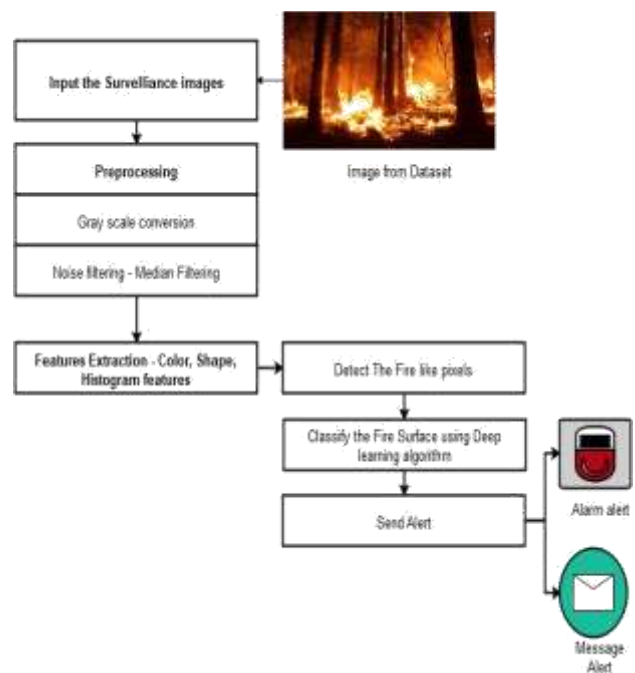 Input the Survelliance images
Image from Dataset
Preprocessing
Gray scale conversion
Noise filtering - Median Filtering
Features Extraction - Color, Shape,
Histogram features
Detect The Fire like pixels
Classify the Fire Surface using Deep
learning algorithm
Send Alert
Alarm alert
Message
Alert